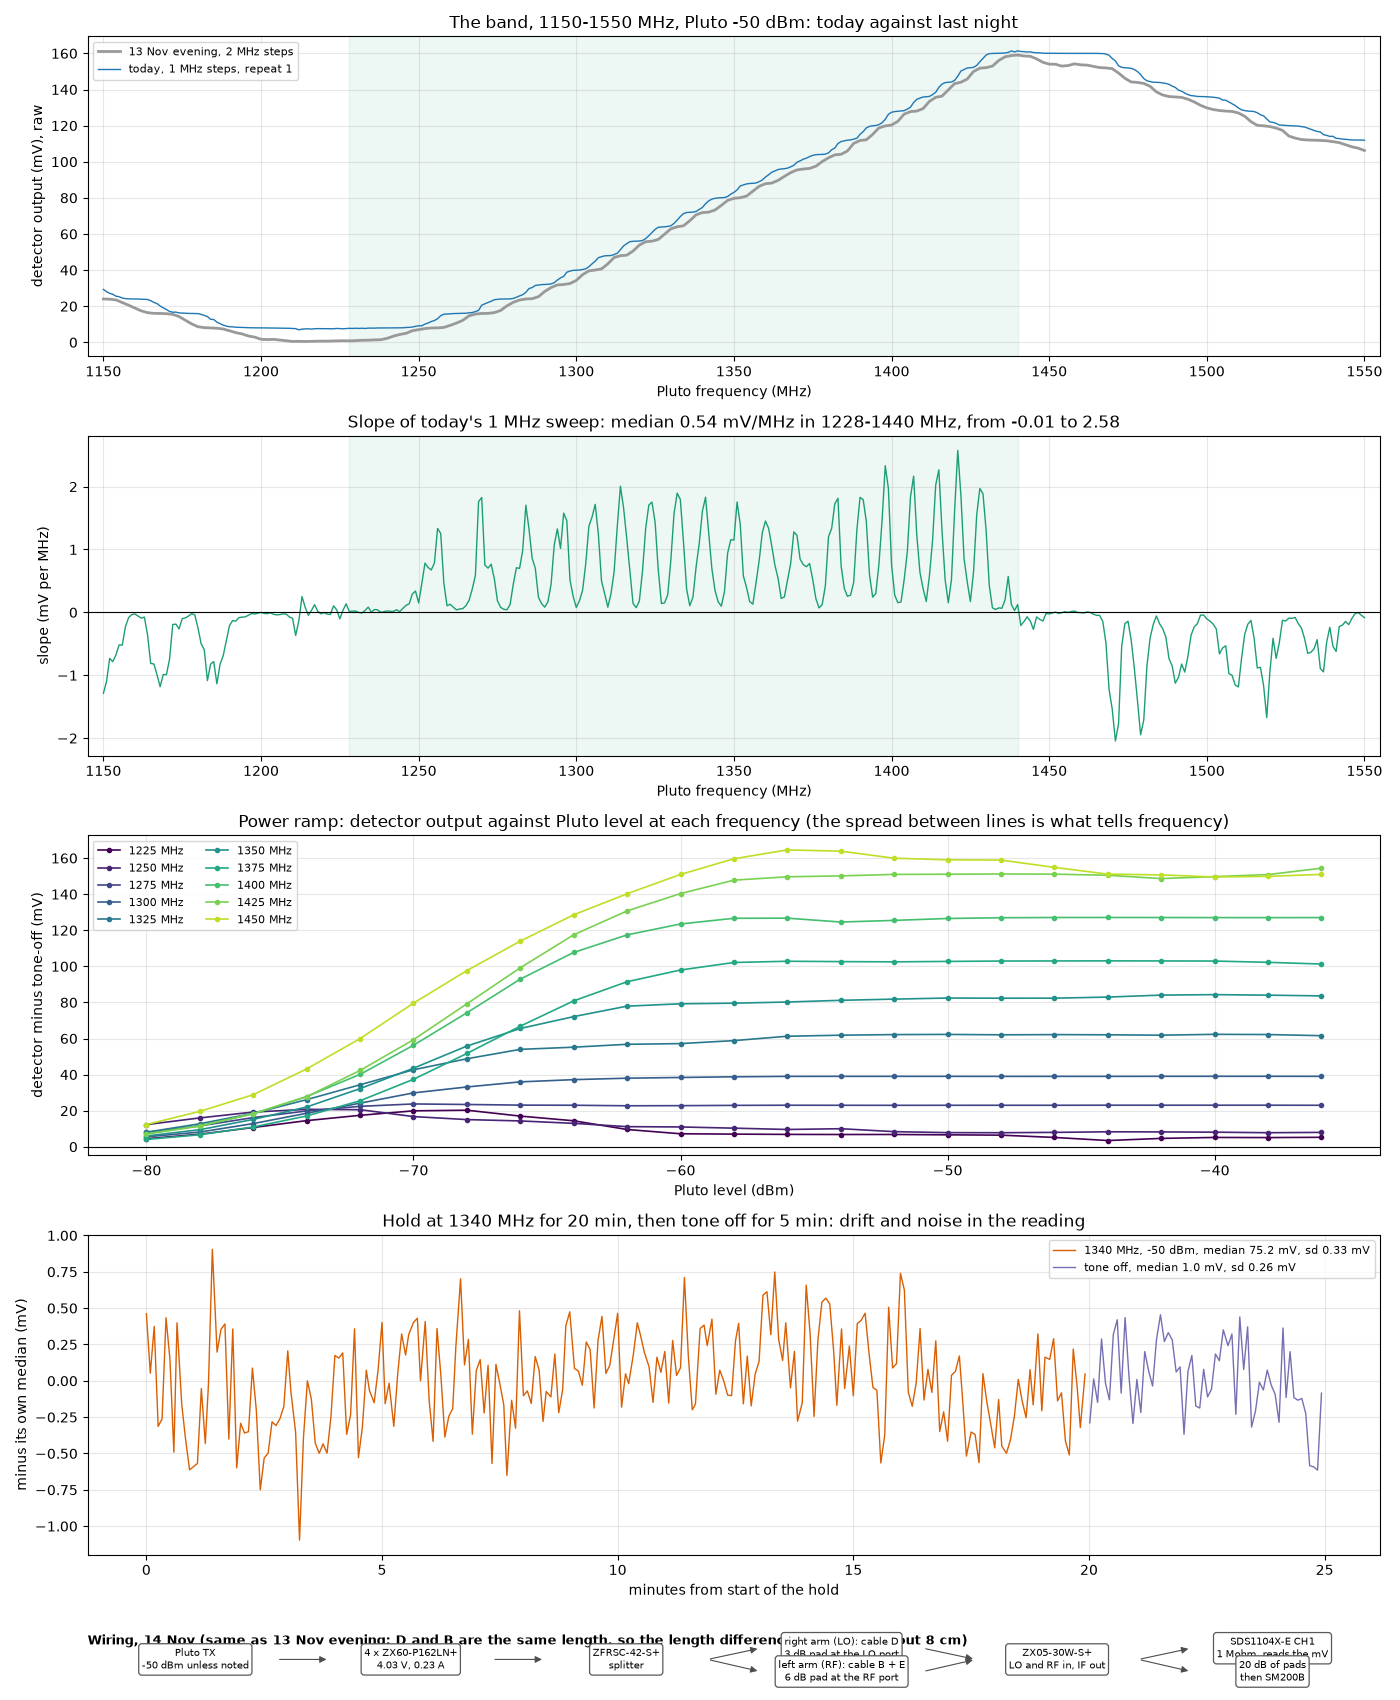 The band, 1150-1550 MHz, Pluto -50 dBm: today against last night
13 Nov evening, 2 MHz steps
today, 1 MHz steps, repeat 1
detector output (mV), raw
160
140
120
100
80
60
40
20
0
1150
1200
1250
1300
1350
1400
1450
1500
1550
Pluto frequency (MHz)
Slope of today's 1 MHz sweep: median 0.54 mV/MHz in 1228-1440 MHz, from -0.01 to 2.58
slope (mV per MHz)
2
1
0
−1
−2
1150
1200
1250
1300
1350
1400
1450
1500
1550
Pluto frequency (MHz)
Power ramp: detector output against Pluto level at each frequency (the spread between lines is what tells frequency)
1225 MHz
1250 MHz
1275 MHz
1300 MHz
1325 MHz
1350 MHz
1375 MHz
1400 MHz
1425 MHz
1450 MHz
detector minus tone-off (mV)
160
140
120
100
80
60
40
20
0
−80
−70
−60
−50
−40
Pluto level (dBm)
Hold at 1340 MHz for 20 min, then tone off for 5 min: drift and noise in the reading
1340 MHz, -50 dBm, median 75.2 mV, sd 0.33 mV
tone off, median 1.0 mV, sd 0.26 mV
minus its own median (mV)
1.00
0.75
0.50
0.25
0.00
−0.25
−0.50
−0.75
−1.00
0
5
10
15
20
25
minutes from start of the hold
Wiring, 14 Nov (same as 13 Nov evening: D and B are the same length, so the length 8 cm)
Pluto TX
-50 dBm unless noted
4 x ZX60-P162LN+
4.03 V, 0.23 A
ZFRSC-42-S+
splitter
right arm (LO): cable D
3 dB pad at the LO port
left arm (RF): cable B + E
6 dB pad at the RF port
ZX05-30W-S+
LO and RF in, IF out
SDS1104X-E CH1
1 Mohm, reads the mV
20 dB of pads
then SM200B